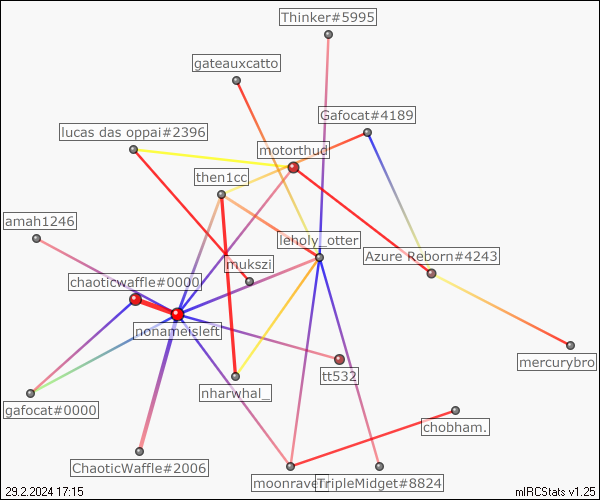 Thinker#5995
gateauxcatto
Gafocat#4189
lucas das oppai#2396
motorthud
then1cc
amah1246
leholy_otter
Azure Reborn#4243
mukszi
chaoticwaffle#0000
nonameisleft
mercurybro
tt532
nharwhal_
gafocat#0000
chobham.
ChaoticWaffle#2006
TripleMidget#8824
29.2.2024 17:15
mIRCStats v1.25